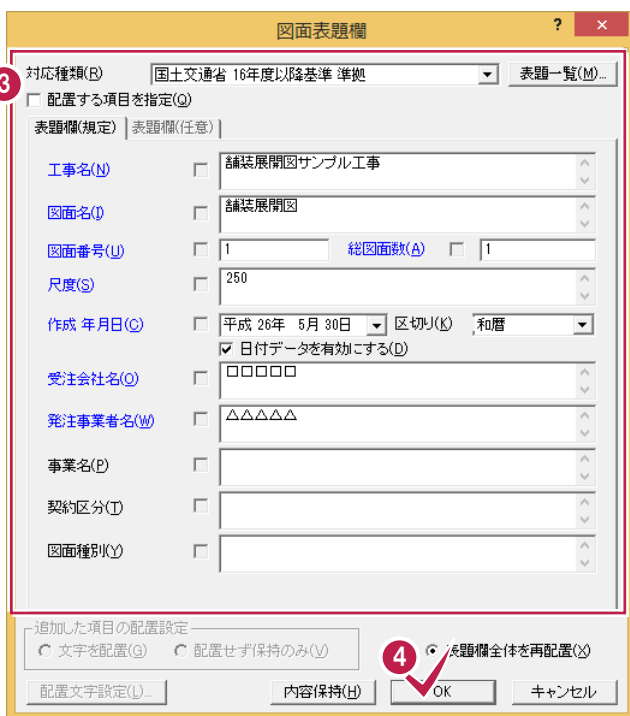 図面表題欄
? ×
3
対応種類(R) 国土交通省 16年度以降基準 準拠 表題一覧(M)...
配置する項目を指定(Q)
表題欄(規定) 表題欄(任意)
工事名(N) 舗装展開図サンプル工事
図面名(I) 舗装展開図
図面番号(U) 1 総図面数(A) 1
尺度(S) 250
作成 年月日(C) 平成 26年 5月 30日 区切り(K) 和暦
日付データを有効にする(D)
受注会社名(O) □□□□□
発注事業者名(W) △△△△△
事業名(P)
契約区分(T)
図面種別(Y)
追加した項目の配置設定
文字を配置(G) 配置せず保持のみ(V) 4 表題欄全体を再配置(X)
配置文字設定(L)... 内容保持(H) OK キャンセル